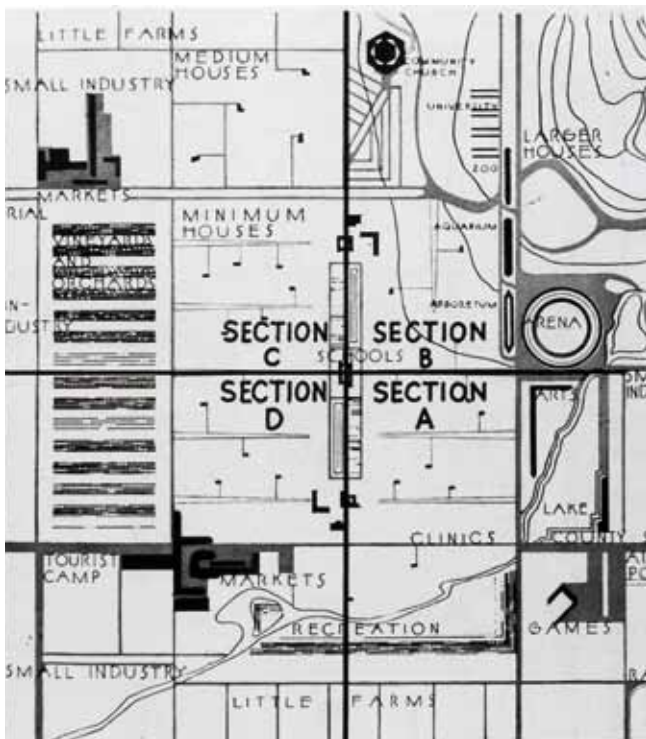 LITTLE FARMS
MEDIUM
HOUSES
SMALL INDUSTRY
COMMUNITY
CHURCH
UNIVERSITY
LARGER
HOUSES
ZOO
MARKETS
RIAL
MINIMUM
HOUSES
VINEYARDS
AND
ORCHARDS
AQUARIUM
IN-
DUSTRY
ARBORETUM
ARENA
SECTION
C
SECTION
B
SCHOOLS
SECTION
D
SECTION
A
ARTS
SM
IND
LAKE
CLINICS
COUNTY S
TOURIST
CAMP
MARKETS
RECREATION
GAMES
SMALL INDUSTRY
LITTLE FARMS